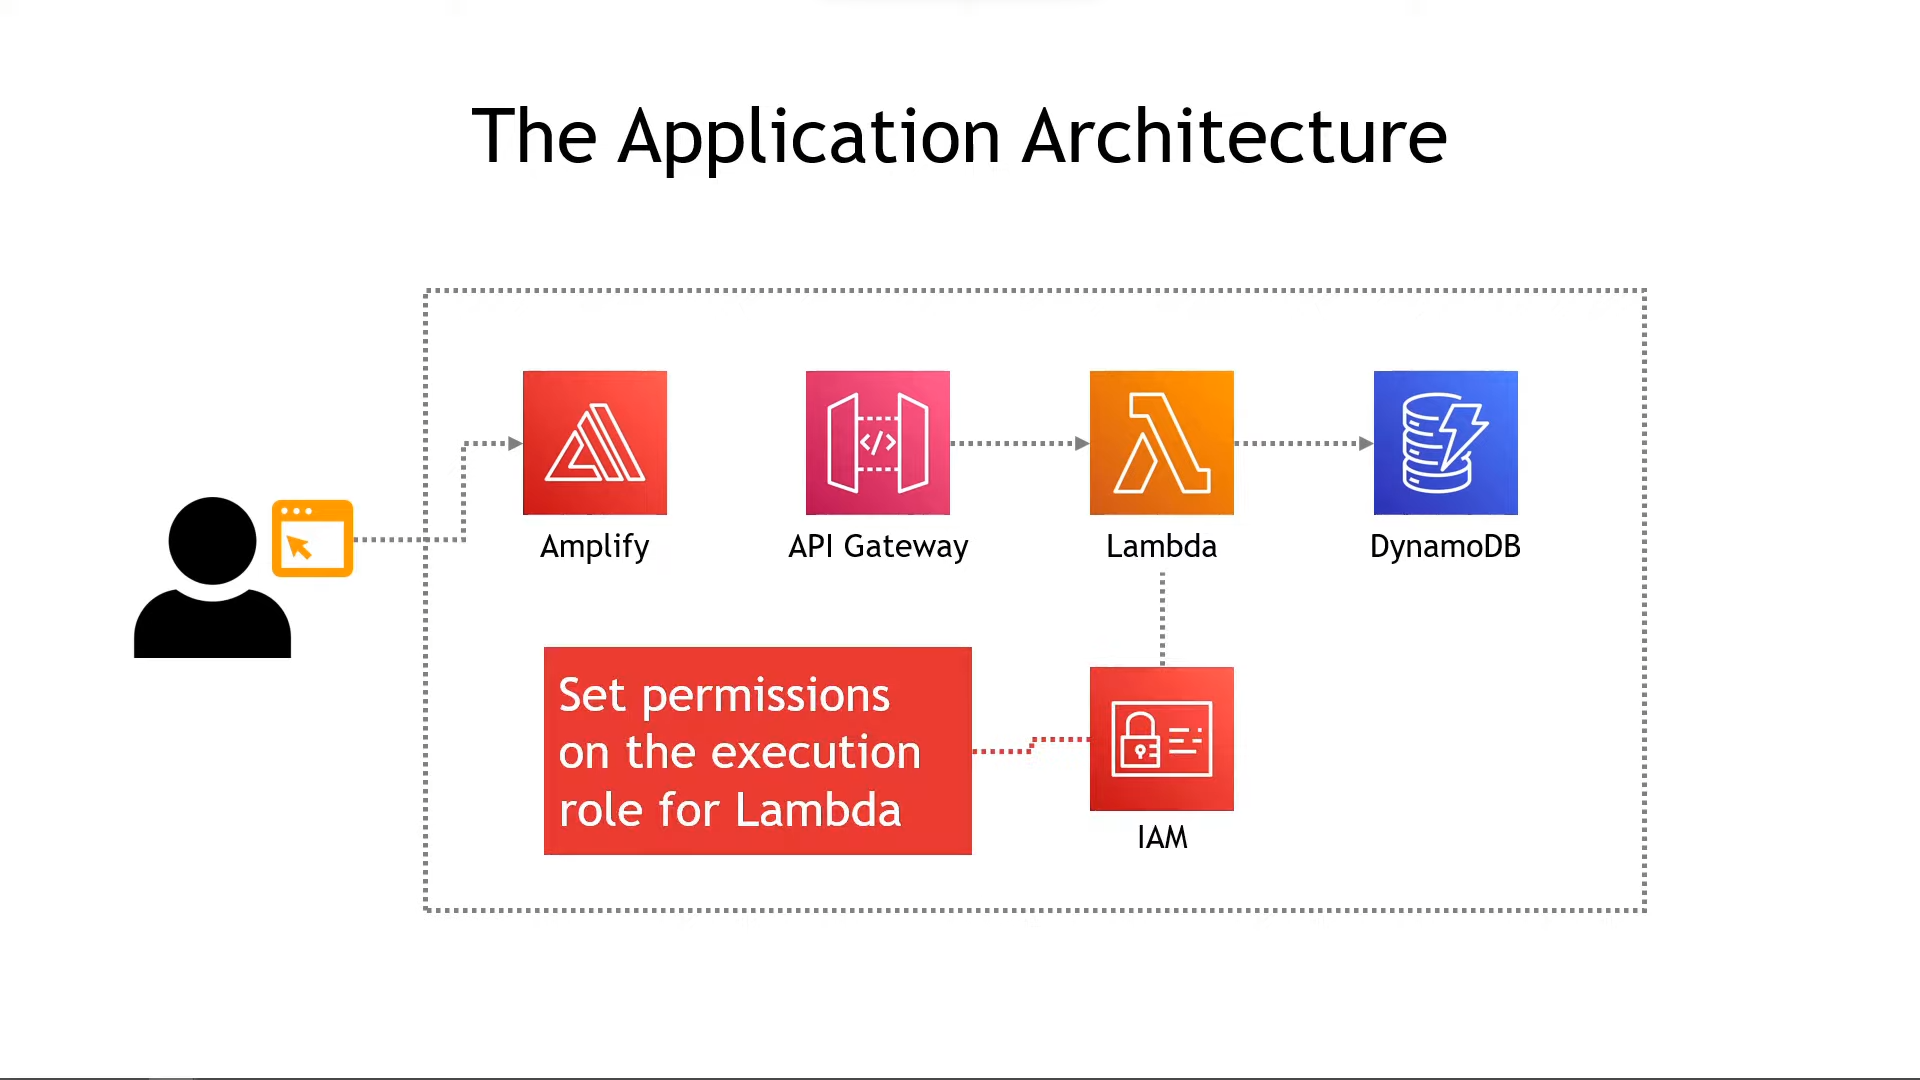 The Application Architecture
</>
Amplify
API Gateway
Lambda
DynamoDB
Set permissions
on the execution
role for Lambda
IAM